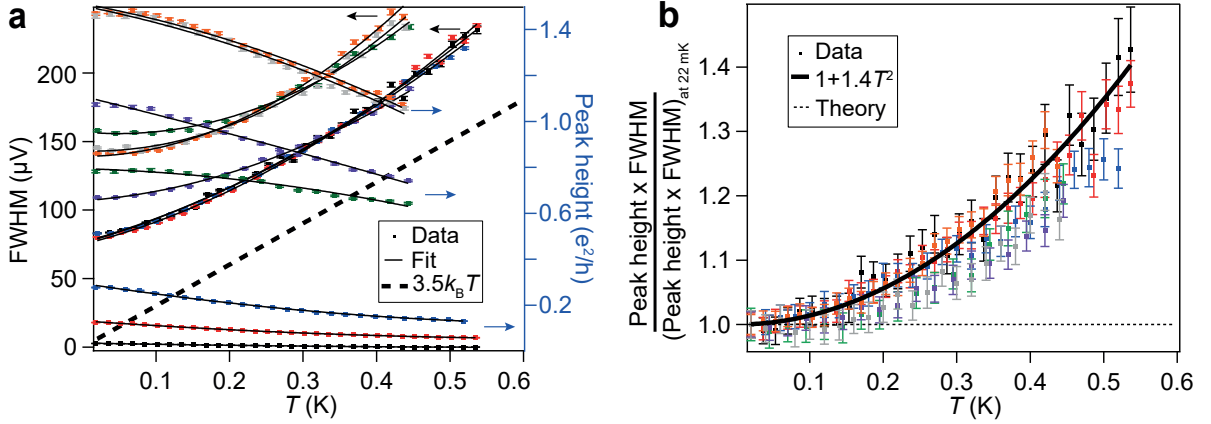 a
FWHM (μV)
200
150
100
50
0
0.1
0.2
0.3
0.4
0.5
0.6
T (K)
1.4
1.0
0.6
0.2
Peak height (e²/h)
Data
Fit
3.5kBT
b
Peak height x FWHM
(Peak height x FWHM)at 22 mK
1.4
1.3
1.2
1.1
1.0
0.1
0.2
0.3
0.4
0.5
0.6
T (K)
Data
1+1.4T²
Theory